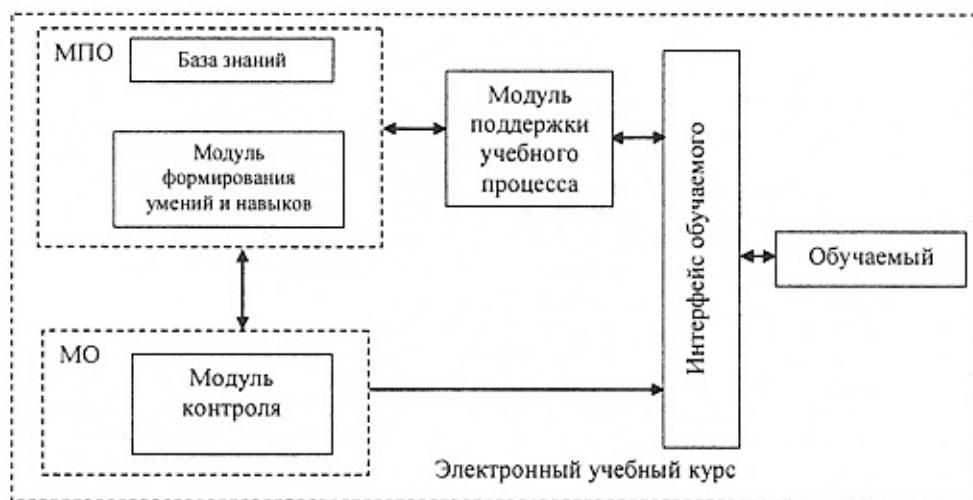 МПО
База знаний
Модуль
формирования
умений и навыков
Модуль
поддержки
учебного
процесса
Интерфейс обучаемого
Обучаемый
МО
Модуль
контроля
Электронный учебный курс